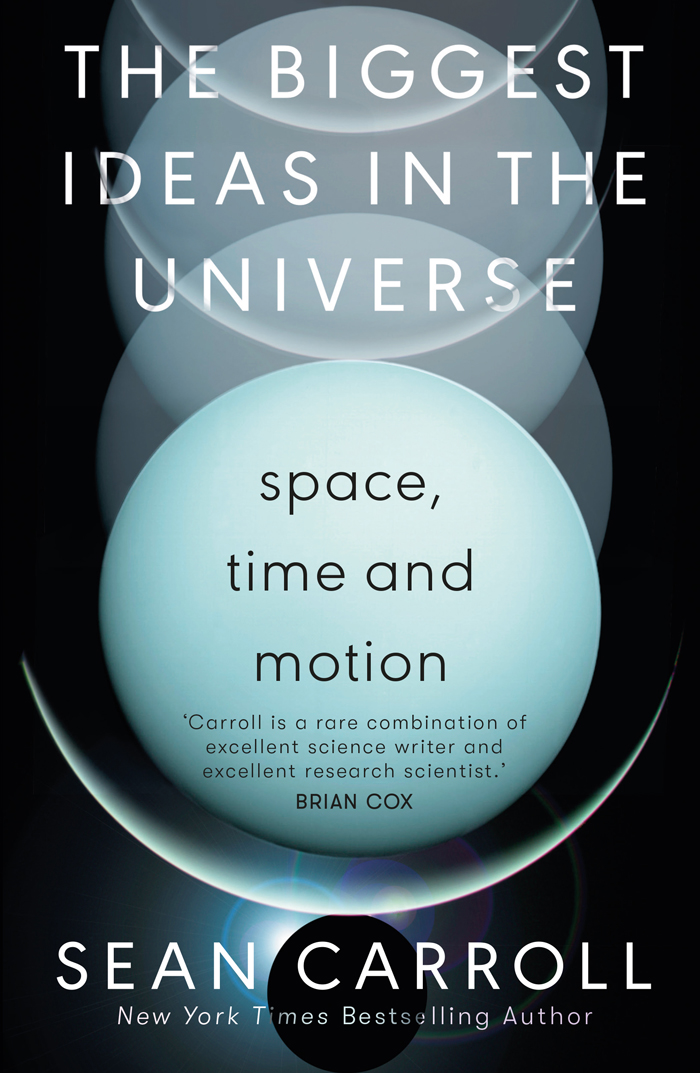 THE BIGGEST
IDEAS IN THE
UNIVERSE
space,
time and
motion
‘Carroll is a rare combination of
excellent science writer and
excellent research scientist.’
BRIAN COX
SEAN CARROLL
New York Times Bestselling Author